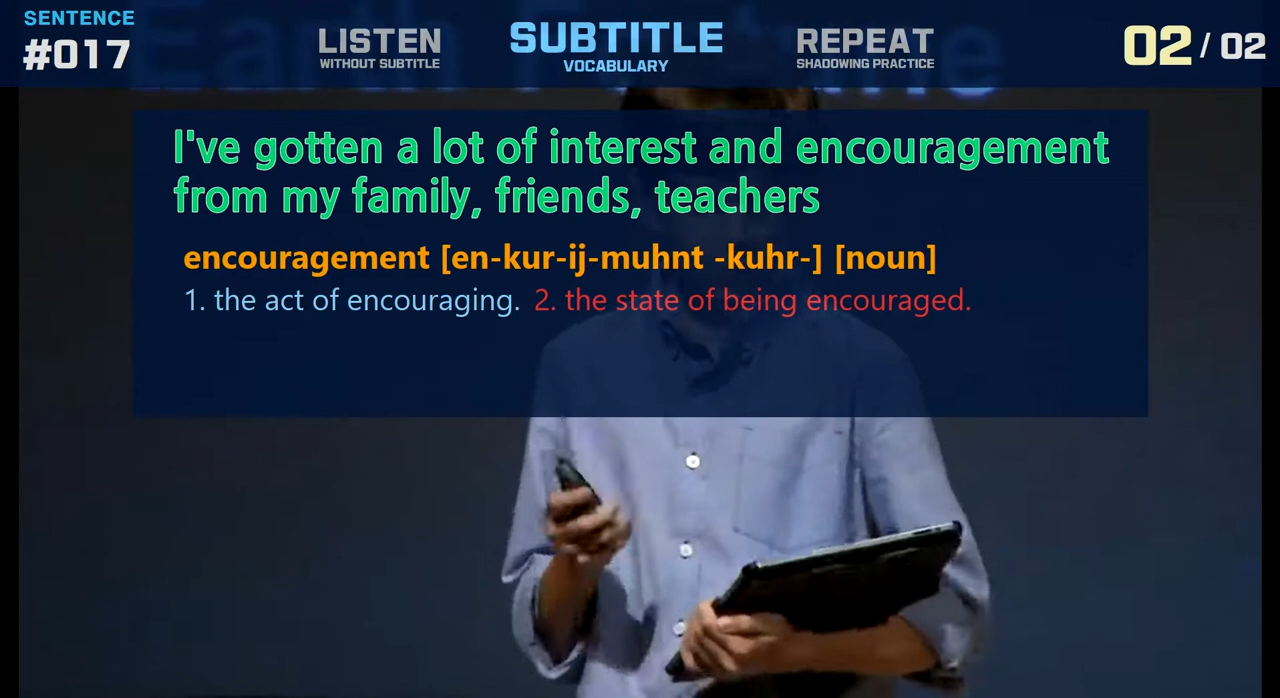 SENTENCE
#017
LISTEN
WITHOUT SUBTITLE
SUBTITLE
VOCABULARY
REPEAT
SHADOWING PRACTICE
02 / 02
I've gotten a lot of interest and encouragement
from my family, friends, teachers
encouragement [en-kur-ij-muhnt -kuhr-] [noun]
1. the act of encouraging. 2. the state of being encouraged.